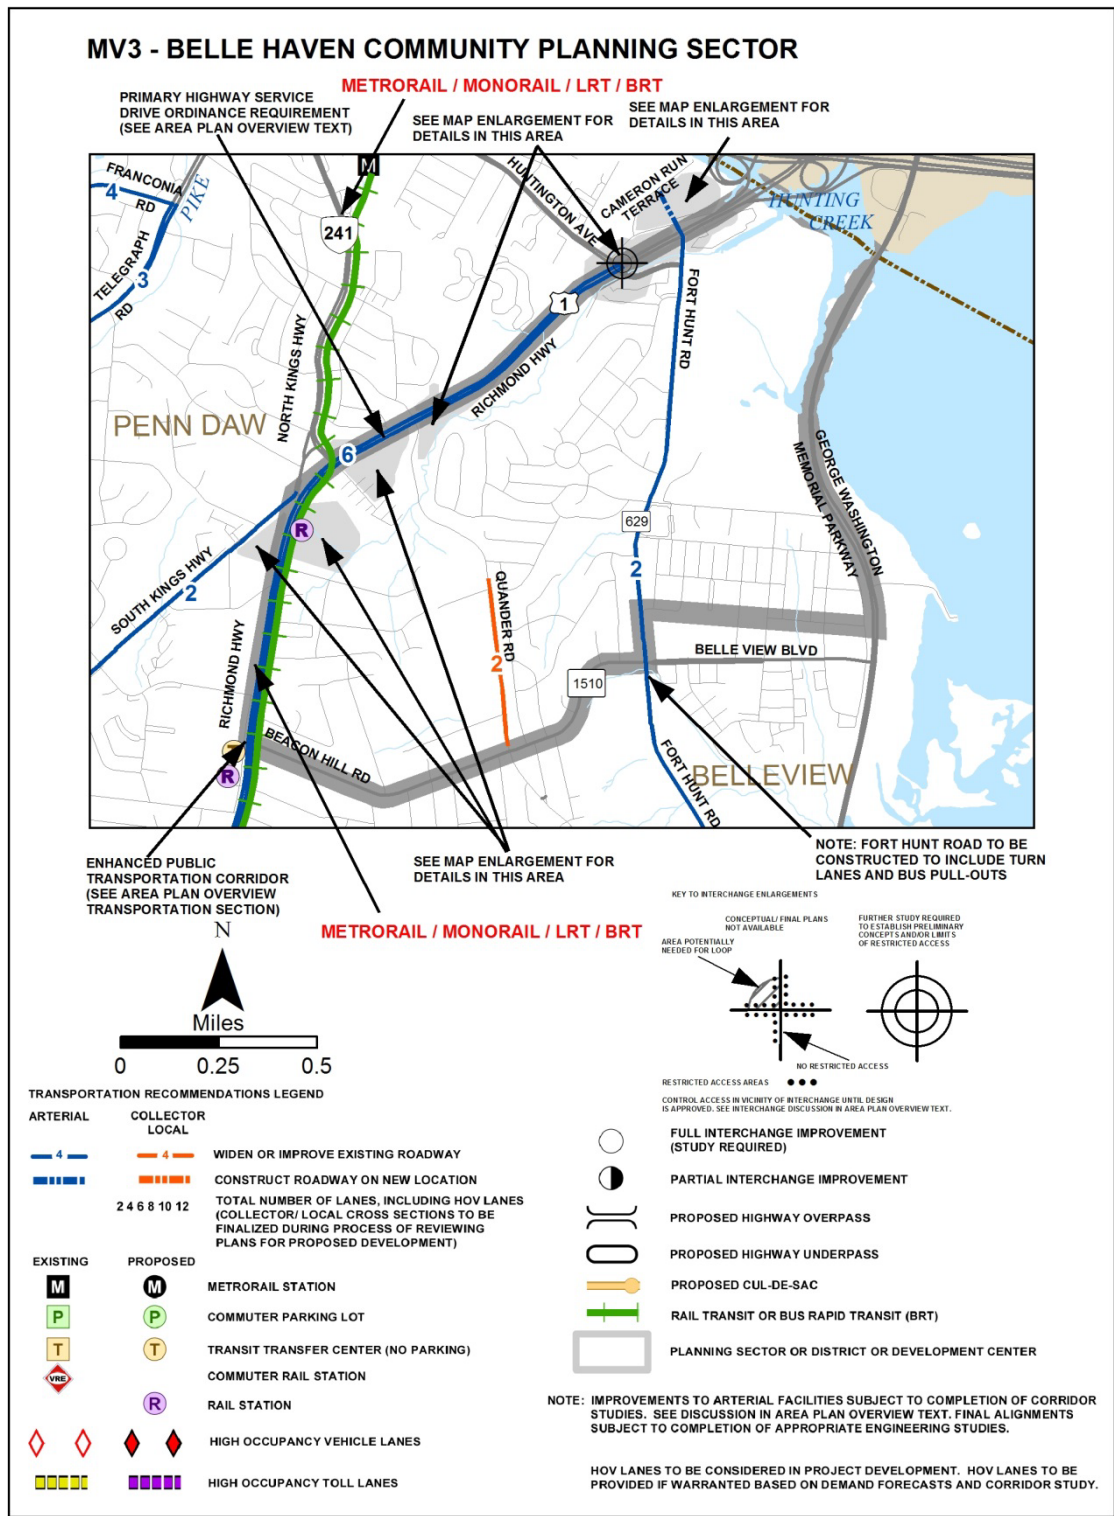 MV3 - BELLE HAVEN COMMUNITY PLANNING SECTOR
METRORAIL / MONORAIL / LRT / BRT
PRIMARY HIGHWAY SERVICE
DRIVE ORDINANCE REQUIREMENT
(SEE AREA PLAN OVERVIEW TEXT)
SEE MAP ENLARGEMENT FOR
DETAILS IN THIS AREA
SEE MAP ENLARGEMENT FOR
DETAILS IN THIS AREA
FRANCONIA
RD
4
PIKE
TELEGRAPH
RD
3
M
241
HUNTINGTON AVE
CAMERON RUN
TERRACE
HUNTING
CREEK
1
RICHMOND HWY
FORT HUNT RD
NORTH KINGS HWY
PENN DAW
6
GEORGE WASHINGTON
MEMORIAL PARKWAY
R
629
SOUTH KINGS HWY
2
QUANDER RD
2
2
RICHMOND HWY
BELLE VIEW BLVD
1510
T
R
BEACON HILL RD
FORT HUNT RD
BELLEVIEW
ENHANCED PUBLIC
TRANSPORTATION CORRIDOR
(SEE AREA PLAN OVERVIEW
TRANSPORTATION SECTION)
SEE MAP ENLARGEMENT FOR
DETAILS IN THIS AREA
NOTE: FORT HUNT ROAD TO BE
CONSTRUCTED TO INCLUDE TURN
LANES AND BUS PULL-OUTS
METRORAIL / MONORAIL / LRT / BRT
N
Miles
0 0.25 0.5
KEY TO INTERCHANGE ENLARGEMENTS
CONCEPTUAL/ FINAL PLANS
NOT AVAILABLE
FURTHER STUDY REQUIRED
TO ESTABLISH PRELIMINARY
CONCEPTS AND/OR LIMITS
OF RESTRICTED ACCESS
AREA POTENTIALLY
NEEDED FOR LOOP
NO RESTRICTED ACCESS
RESTRICTED ACCESS AREAS
CONTROL ACCESS IN VICINITY OF INTERCHANGE UNTIL DESIGN
IS APPROVED. SEE INTERCHANGE DISCUSSION IN AREA PLAN OVERVIEW TEXT.
TRANSPORTATION RECOMMENDATIONS LEGEND
ARTERIAL COLLECTOR
LOCAL
4 4 WIDEN OR IMPROVE EXISTING ROADWAY
CONSTRUCT ROADWAY ON NEW LOCATION
2 4 6 8 10 12 TOTAL NUMBER OF LANES, INCLUDING HOV LANES
(COLLECTOR/ LOCAL CROSS SECTIONS TO BE
FINALIZED DURING PROCESS OF REVIEWING
PLANS FOR PROPOSED DEVELOPMENT)
EXISTING PROPOSED
M M METRORAIL STATION
P P COMMUTER PARKING LOT
T T TRANSIT TRANSFER CENTER (NO PARKING)
VRE COMMUTER RAIL STATION
R RAIL STATION
HIGH OCCUPANCY VEHICLE LANES
HIGH OCCUPANCY TOLL LANES
FULL INTERCHANGE IMPROVEMENT
(STUDY REQUIRED)
PARTIAL INTERCHANGE IMPROVEMENT
PROPOSED HIGHWAY OVERPASS
PROPOSED HIGHWAY UNDERPASS
PROPOSED CUL-DE-SAC
RAIL TRANSIT OR BUS RAPID TRANSIT (BRT)
PLANNING SECTOR OR DISTRICT OR DEVELOPMENT CENTER
NOTE: IMPROVEMENTS TO ARTERIAL FACILITIES SUBJECT TO COMPLETION OF CORRIDOR
STUDIES. SEE DISCUSSION IN AREA PLAN OVERVIEW TEXT. FINAL ALIGNMENTS
SUBJECT TO COMPLETION OF APPROPRIATE ENGINEERING STUDIES.
HOV LANES TO BE CONSIDERED IN PROJECT DEVELOPMENT. HOV LANES TO BE
PROVIDED IF WARRANTED BASED ON DEMAND FORECASTS AND CORRIDOR STUDY.